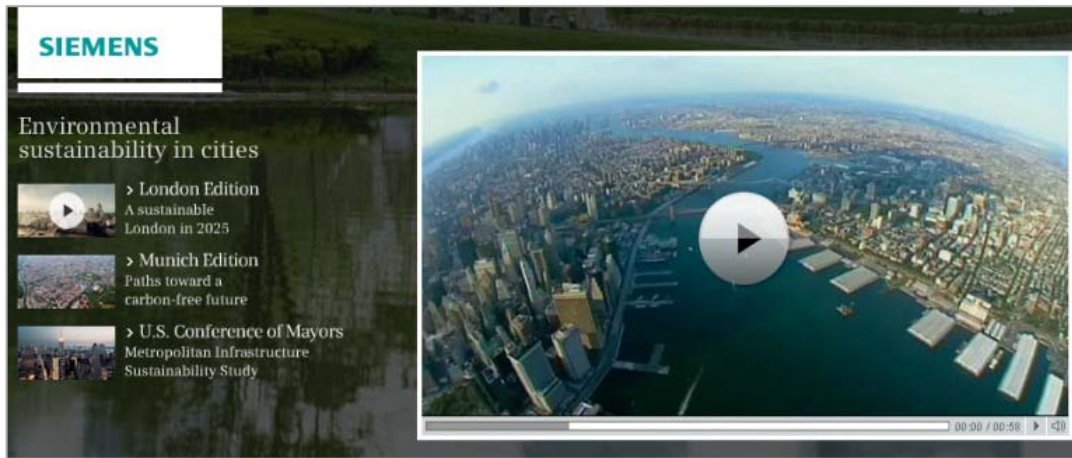 SIEMENS
Environmental
sustainability in cities
› London Edition
A sustainable
London in 2025
› Munich Edition
Paths toward a
carbon-free future
› U.S. Conference of Mayors
Metropolitan Infrastructure
Sustainability Study
00:00 / 00:58